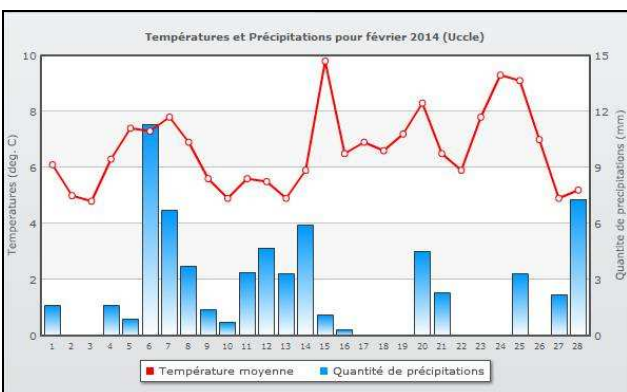 Températures et Précipitations pour février 2014 (Uccle)
Temperatures (deg. C)
10
8
6
4
2
0
15
12
9
6
3
0
Quantite de precipitations (mm)
1 2 3 4 5 6 7 8 9 10 11 12 13 14 15 16 17 18 19 20 21 22 23 24 25 26 27 28
Température moyenne Quantité de précipitations